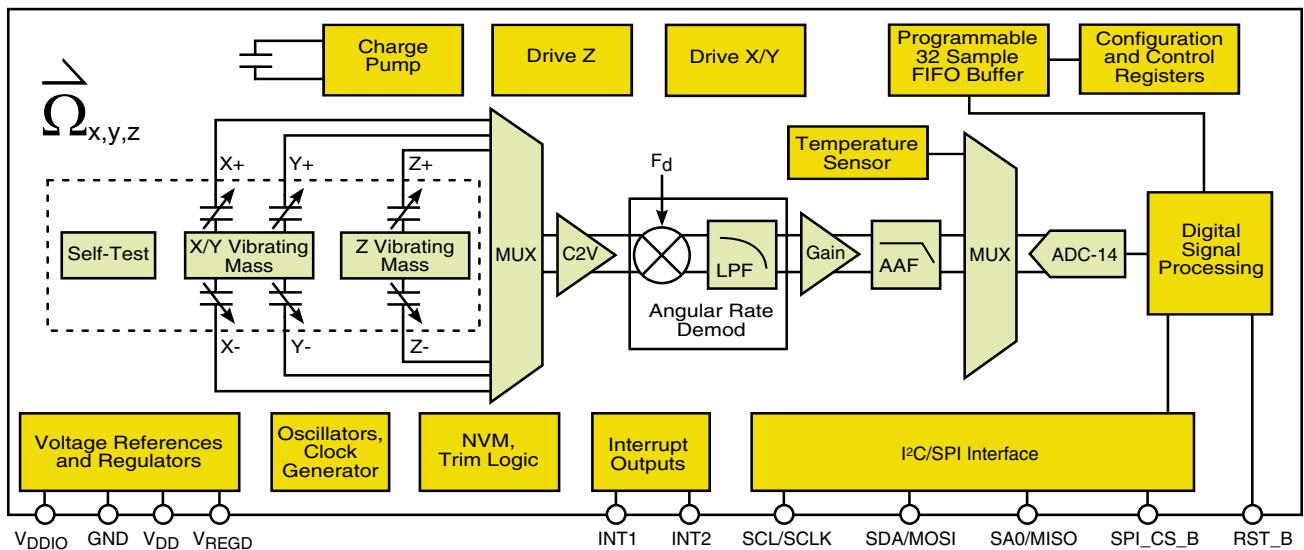 Charge
Pump
Drive Z
Drive X/Y
Programmable
32 Sample
FIFO Buffer
Configuration
and Control
Registers
Ωx,y,z
X+
Y+
Z+
Fd
Temperature
Sensor
Self-Test
X/Y Vibrating
Mass
Z Vibrating
Mass
MUX
C2V
LPF
Angular Rate
Demod
Gain
AAF
MUX
ADC-14
Digital
Signal
Processing
X-
Y-
Z-
Voltage References
and Regulators
Oscillators,
Clock
Generator
NVM,
Trim Logic
Interrupt
Outputs
I²C/SPI Interface
VDDIO
GND
VDD
VREGD
INT1
INT2
SCL/SCLK
SDA/MOSI
SA0/MISO
SPI_CS_B
RST_B